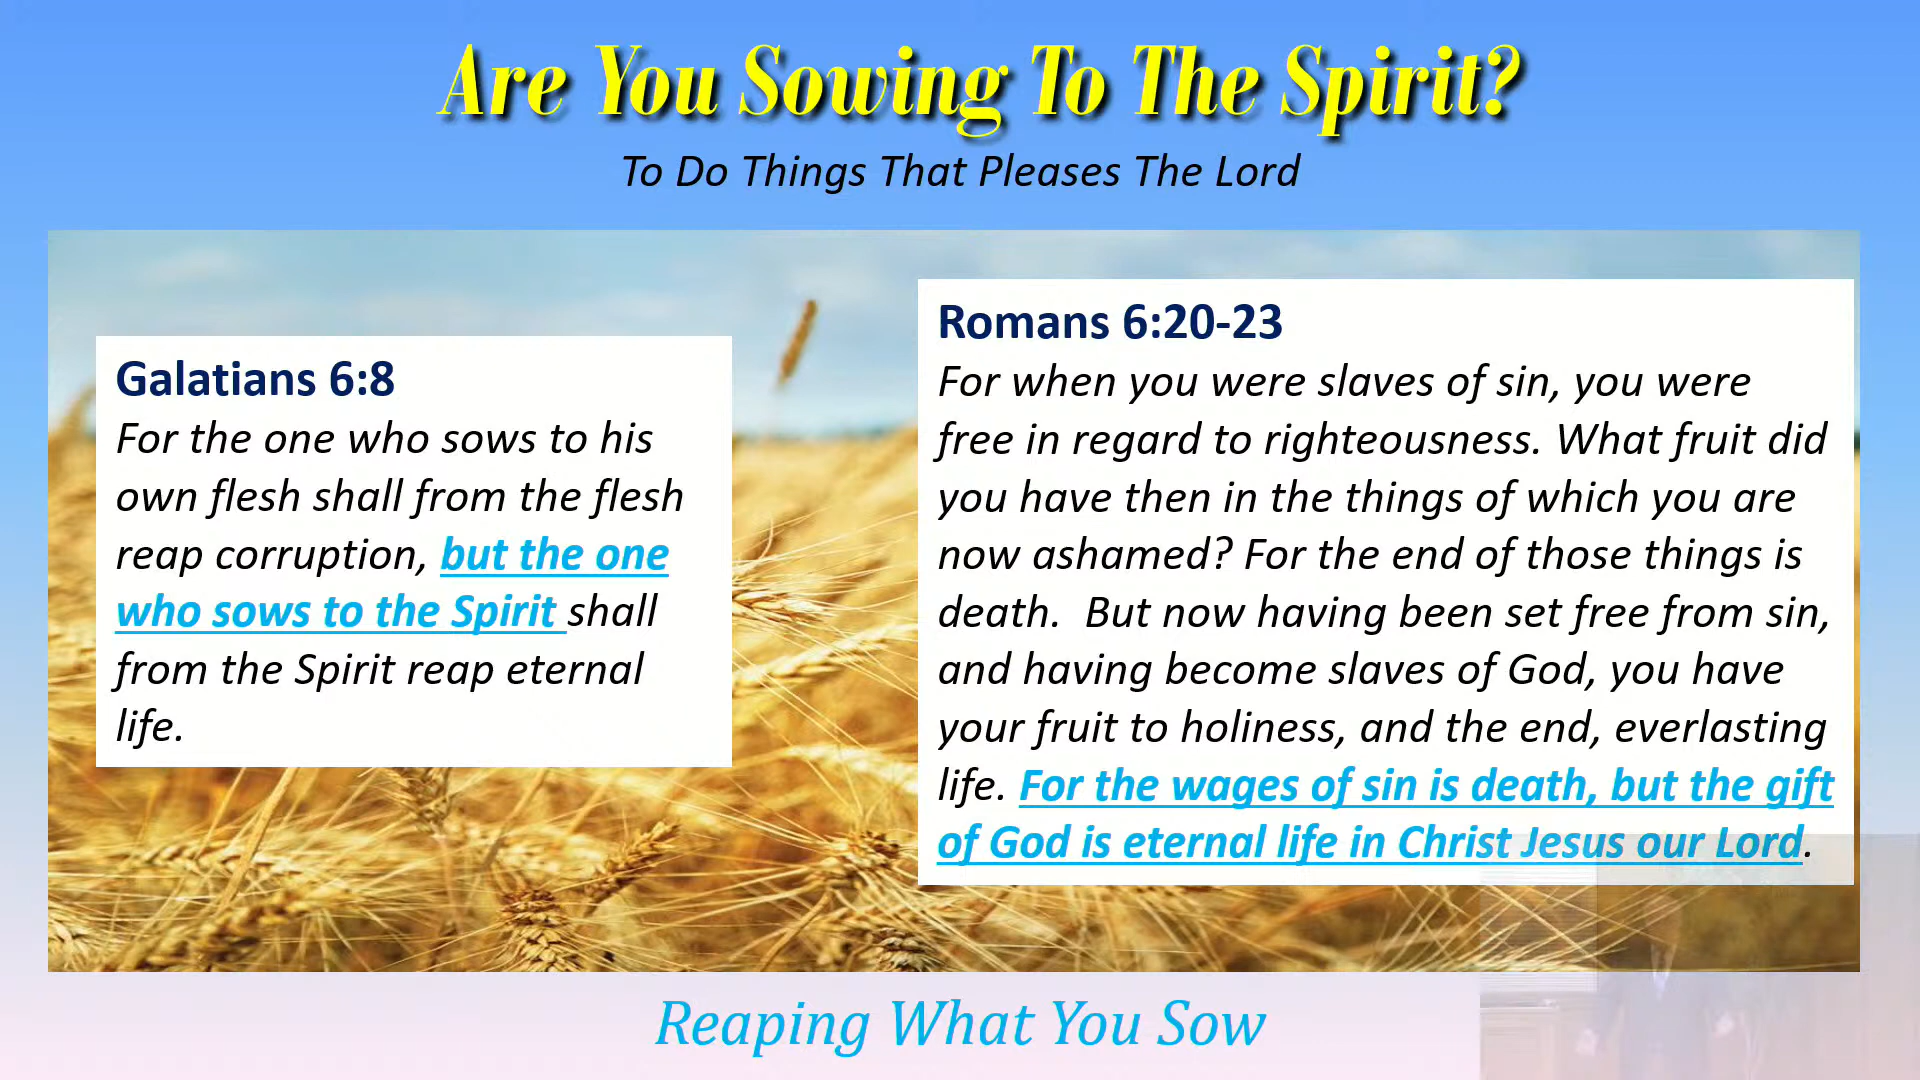 Are You Sowing To The Spirit?
To Do Things That Pleases The Lord
Galatians 6:8
For the one who sows to his
own flesh shall from the flesh
reap corruption, but the one
who sows to the Spirit shall
from the Spirit reap eternal
life.
Romans 6:20-23
For when you were slaves of sin, you were
free in regard to righteousness. What fruit did
you have then in the things of which you are
now ashamed? For the end of those things is
death.  But now having been set free from sin,
and having become slaves of God, you have
your fruit to holiness, and the end, everlasting
life. For the wages of sin is death, but the gift
of God is eternal life in Christ Jesus our Lord.
Reaping What You Sow